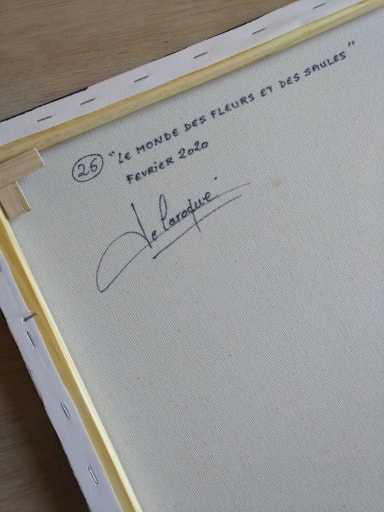 26 "LE MONDE DES FLEURS ET DES SAULES"
FEVRIER 2020